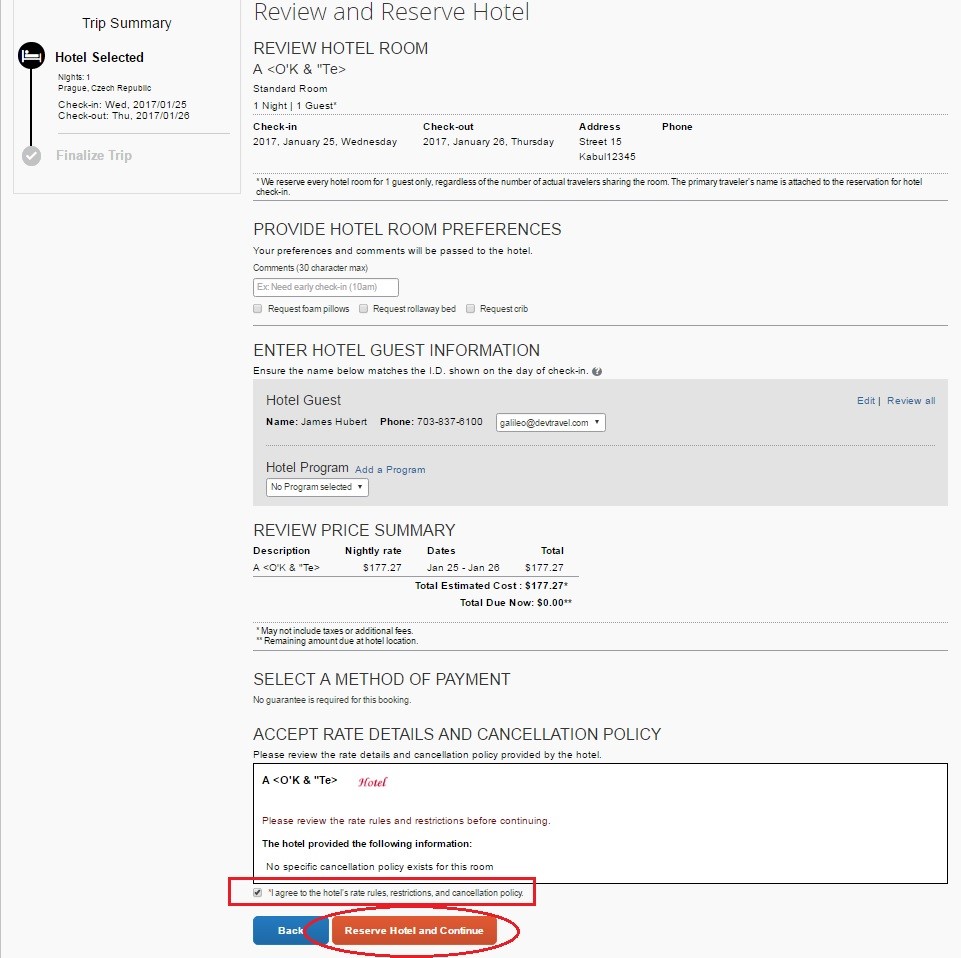 Trip Summary
Hotel Selected
Nights: 1
Prague, Czech Republic
Check-in: Wed, 2017/01/25
Check-out: Thu, 2017/01/26
Finalize Trip
Review and Reserve Hotel
REVIEW HOTEL ROOM
A <O'K & "Te>
Standard Room
1 Night | 1 Guest*
Check-in Check-out Address Phone
2017, January 25, Wednesday 2017, January 26, Thursday Street 15
Kabul12345
* We reserve every hotel room for 1 guest only, regardless of the number of actual travelers sharing the room. The primary traveler's name is attached to the reservation for hotel
check-in.
PROVIDE HOTEL ROOM PREFERENCES
Your preferences and comments will be passed to the hotel.
Comments (30 character max)
Ex: Need early check-in (10am)
Request foam pillows Request rollaway bed Request crib
ENTER HOTEL GUEST INFORMATION
Ensure the name below matches the I.D. shown on the day of check-in. ?
Hotel Guest Edit | Review all
Name: James Hubert Phone: 703-837-6100 galileo@devtravel.com
Hotel Program Add a Program
No Program selected
REVIEW PRICE SUMMARY
Description Nightly rate Dates Total
A <O'K & "Te> $177.27 Jan 25 - Jan 26 $177.27
Total Estimated Cost : $177.27*
Total Due Now: $0.00**
* May not include taxes or additional fees.
** Remaining amount due at hotel location.
SELECT A METHOD OF PAYMENT
No guarantee is required for this booking.
ACCEPT RATE DETAILS AND CANCELLATION POLICY
Please review the rate details and cancellation policy provided by the hotel.
A <O'K & "Te> Hotel
Please review the rate rules and restrictions before continuing.
The hotel provided the following information:
No specific cancellation policy exists for this room
*I agree to the hotel's rate rules, restrictions, and cancellation policy.
Back Reserve Hotel and Continue